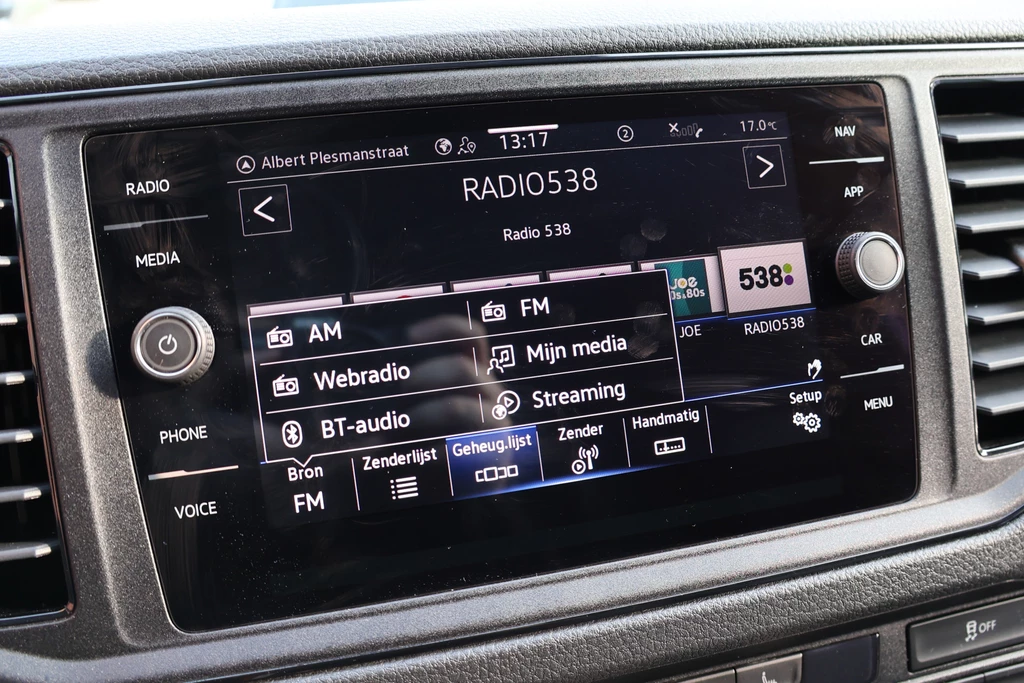 RADIO
MEDIA
PHONE
VOICE
Albert Plesmanstraat
13:17
2
17.0°C
RADIO538
Radio 538
Joe
538
JOE
RADIO538
AM
FM
Webradio
Mijn media
BT-audio
Streaming
Bron
FM
Zenderlijst
Geheug.lijst
Zender
Handmatig
Setup
NAV
APP
CAR
MENU
OFF